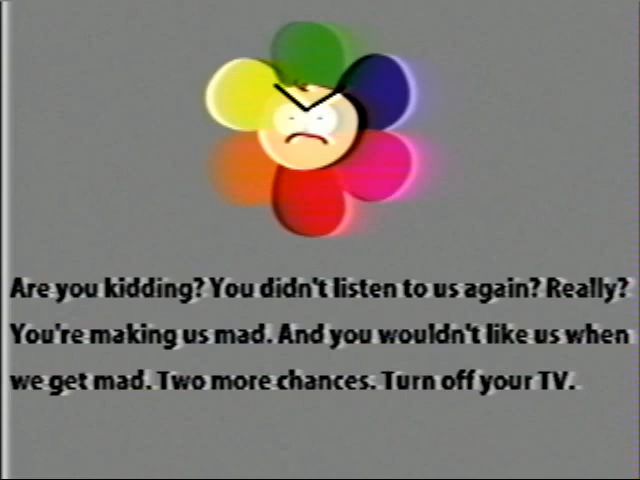 Are you kidding? You didn't listen to us again? Really?
You're making us mad. And you wouldn't like us when
we get mad. Two more chances. Turn off your TV.